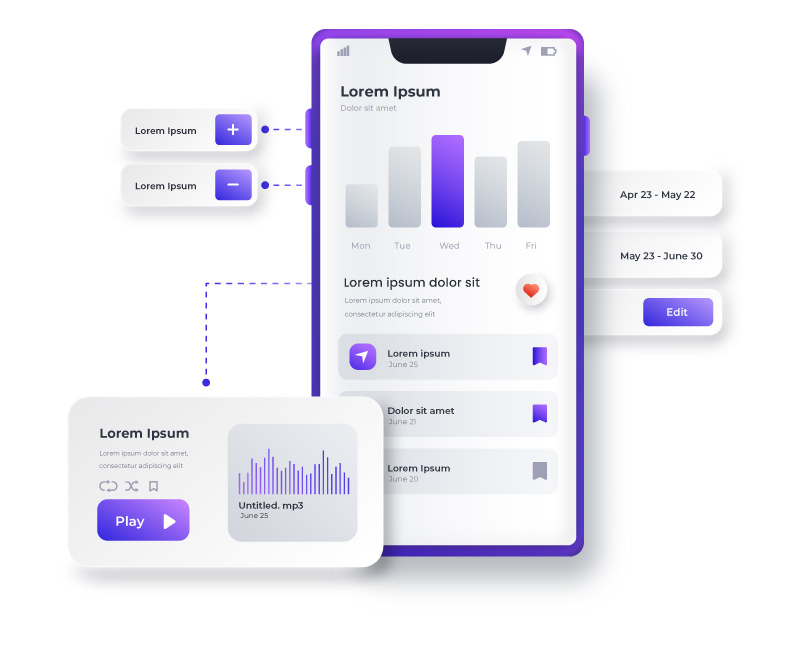 Lorem Ipsum
Dolor sit amet
Mon Tue Wed Thu Fri
Lorem ipsum dolor sit
Lorem ipsum dolor sit amet,
consectetur adipiscing elit
Lorem ipsum
June 25
Dolor sit amet
June 21
Lorem Ipsum
June 20
Lorem Ipsum +
Lorem Ipsum −
Apr 23 - May 22
May 23 - June 30
Edit
Lorem Ipsum
Lorem ipsum dolor sit amet,
consectetur adipiscing elit
Play
Untitled. mp3
June 25